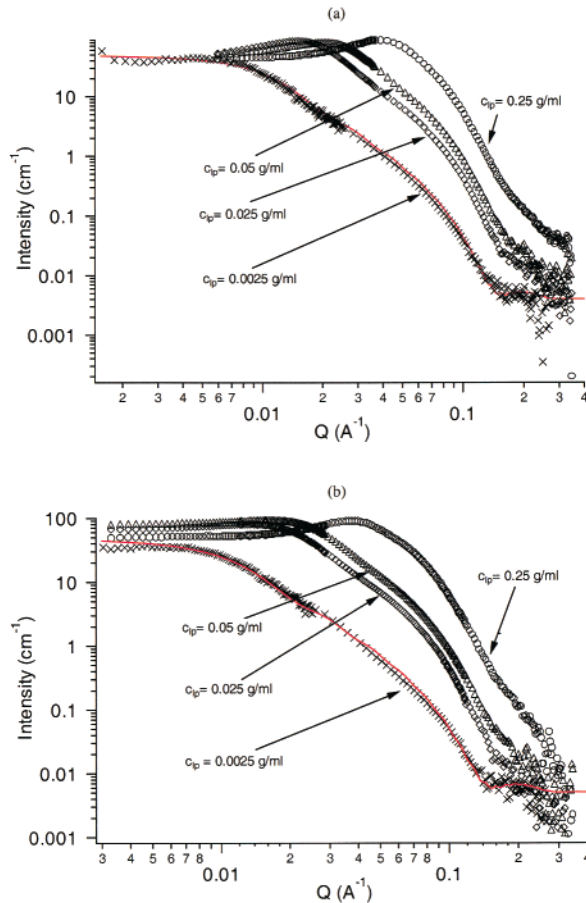 (a)
10
1
0.1
0.01
0.001
Intensity (cm⁻¹)
c_lp = 0.25 g/ml
c_lp = 0.05 g/ml
c_lp = 0.025 g/ml
c_lp = 0.0025 g/ml
2 3 4 5 6 7 2 3 4 5 6 7 2 3 4
0.01 0.1
Q (A⁻¹)
(b)
100
10
1
0.1
0.01
0.001
Intensity (cm⁻¹)
c_lp = 0.25 g/ml
c_lp = 0.05 g/ml
c_lp = 0.025 g/ml
c_lp = 0.0025 g/ml
3 4 5 6 7 8 2 3 4 5 6 7 8 2 3 4
0.01 0.1
Q (A⁻¹)